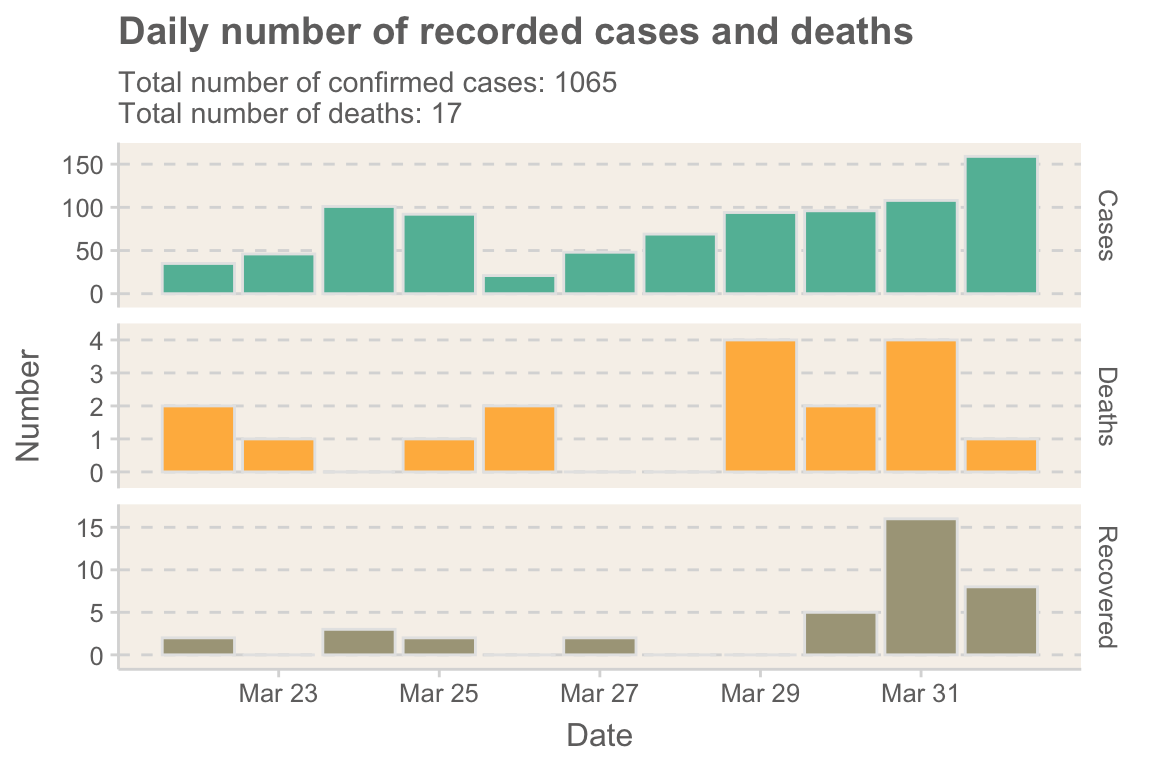 Daily number of recorded cases and deaths
Total number of confirmed cases: 1065
Total number of deaths: 17
150
100
50
0
Cases
4
3
2
1
0
Deaths
Number
15
10
5
0
Recovered
Mar 23
Mar 25
Mar 27
Mar 29
Mar 31
Date